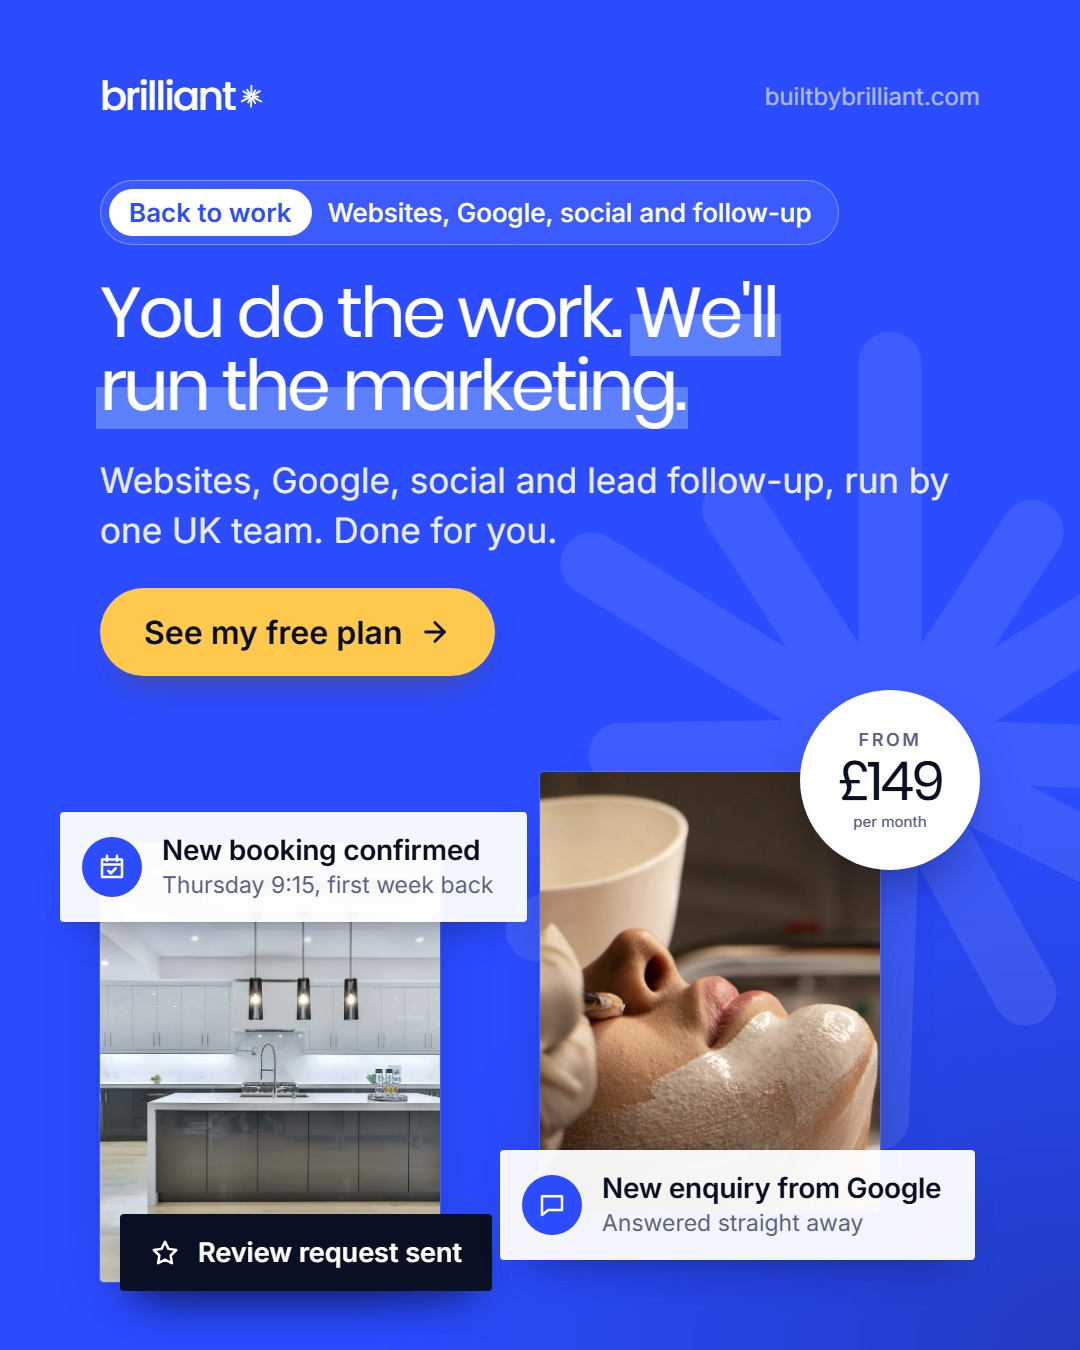 brilliant
builtbybrilliant.com
Back to work Websites, Google, social and follow-up
You do the work. We'll
run the marketing.
Websites, Google, social and lead follow-up, run by
one UK team. Done for you.
See my free plan
FROM
£149
per month
New booking confirmed
Thursday 9:15, first week back
New enquiry from Google
Answered straight away
Review request sent